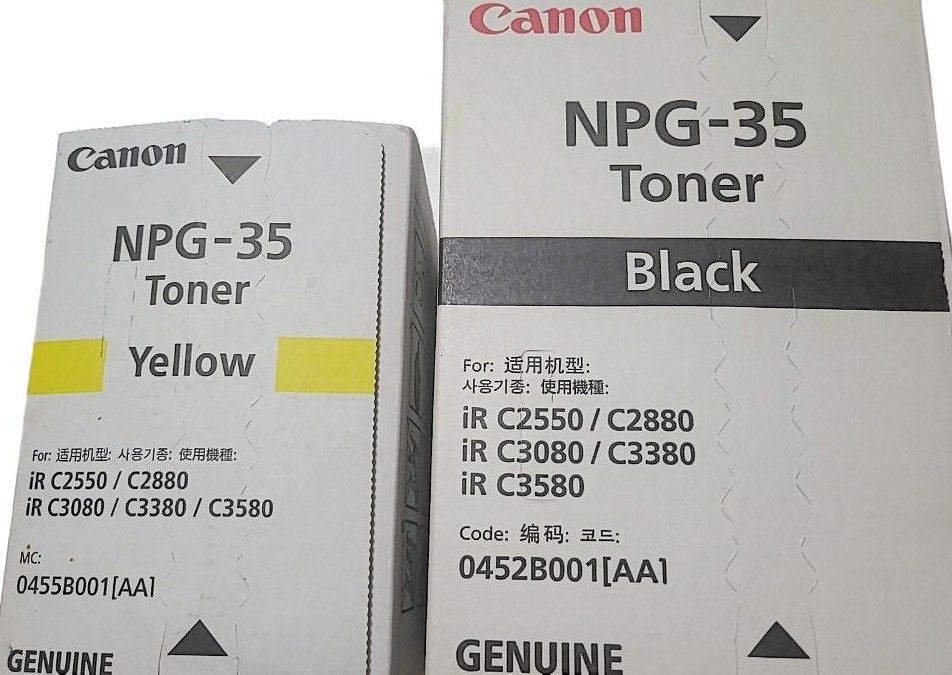 Canon
NPG-35
Toner
Yellow
For: 适用机型: 사용기종: 使用機種:
iR C2550 / C2880
iR C3080 / C3380 / C3580
MC:
0455B001[AA]
GENUINE
Canon
NPG-35
Toner
Black
For: 适用机型:
사용기종: 使用機種:
iR C2550 / C2880
iR C3080 / C3380
iR C3580
Code: 编码: 코드:
0452B001[AA]
GENUINE